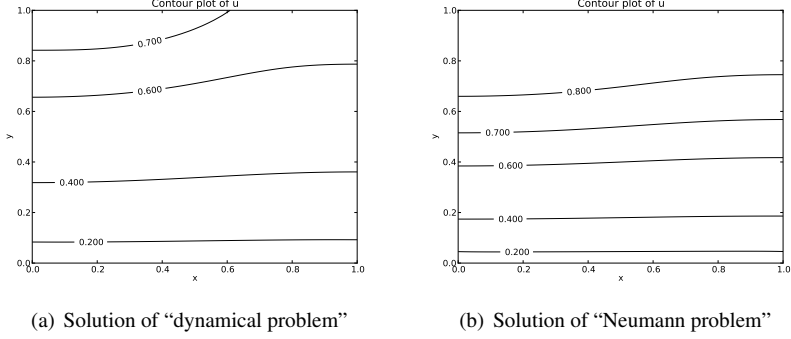 Contour plot of u
1.0
0.8
0.6
0.4
0.2
0.0
y
0.700
0.600
0.400
0.200
0.0 0.2 0.4 0.6 0.8 1.0
x
(a) Solution of “dynamical problem”
Contour plot of u
1.0
0.8
0.6
0.4
0.2
0.0
y
0.800
0.700
0.600
0.400
0.200
0.0 0.2 0.4 0.6 0.8 1.0
x
(b) Solution of “Neumann problem”